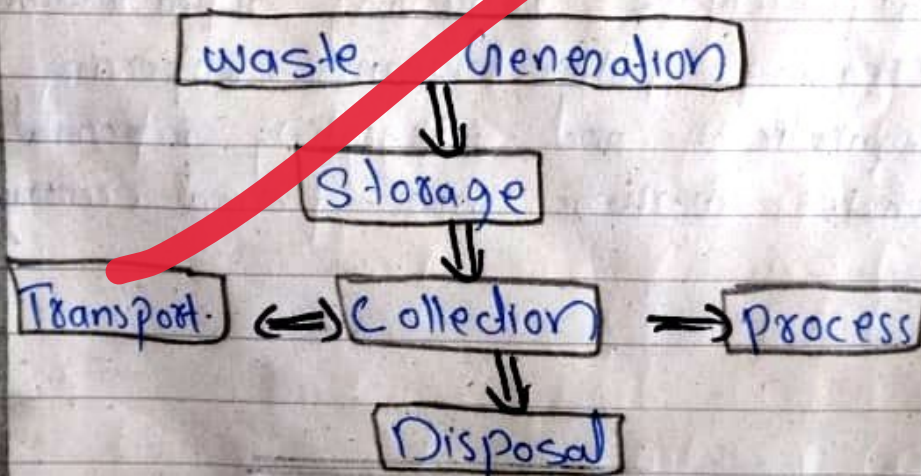 Waste Generation
Storage
Transport. Collection Process
Disposal